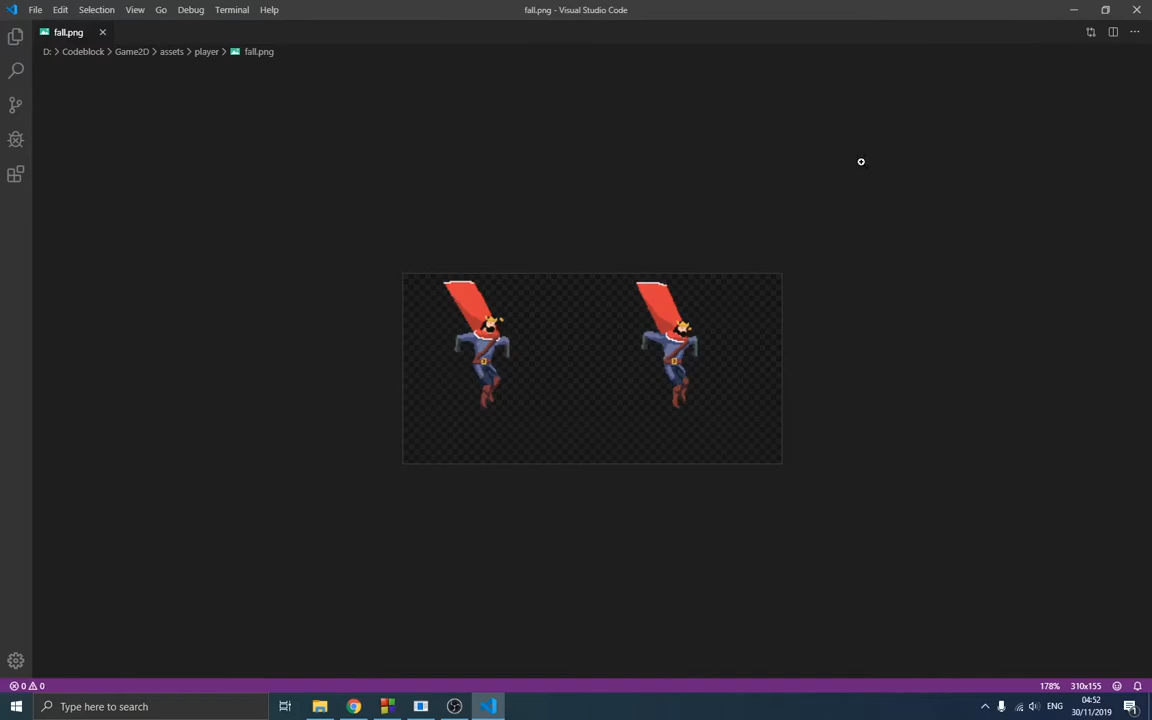 File Edit Selection View Go Debug Terminal Help
fall.png - Visual Studio Code
fall.png
D: > Codeblock > Game2D > assets > player > fall.png
0 0
178% 310x155
Type here to search
ENG
04:52
30/11/2019
1